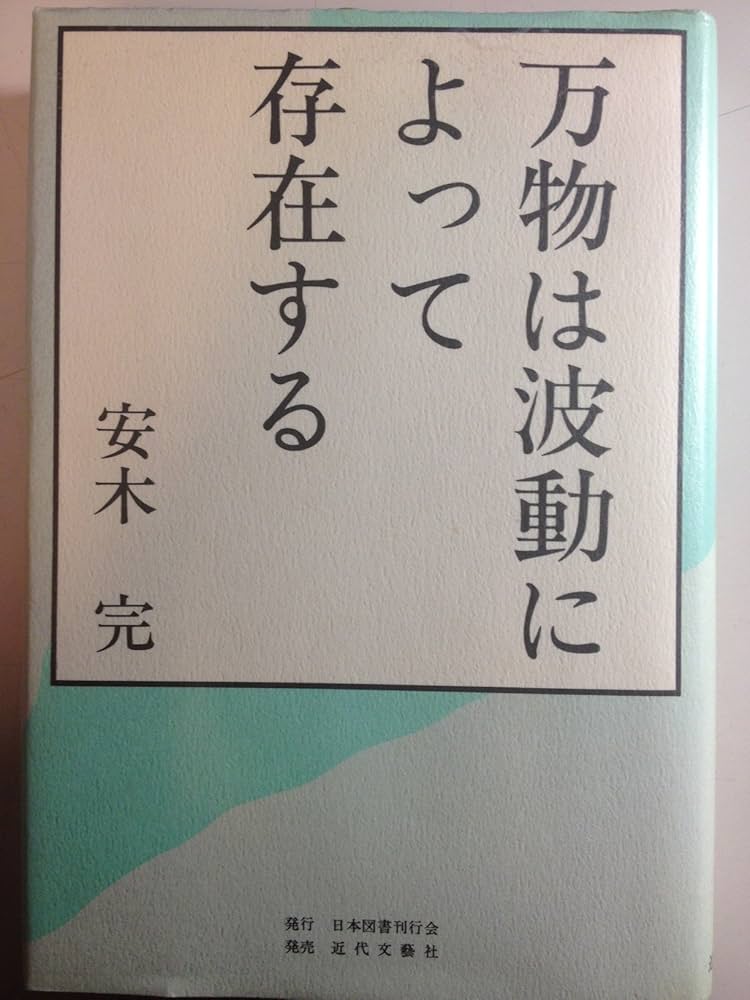 万物は波動に
よって
存在する
安木 完
発行 日本図書刊行会
発売 近代文藝社